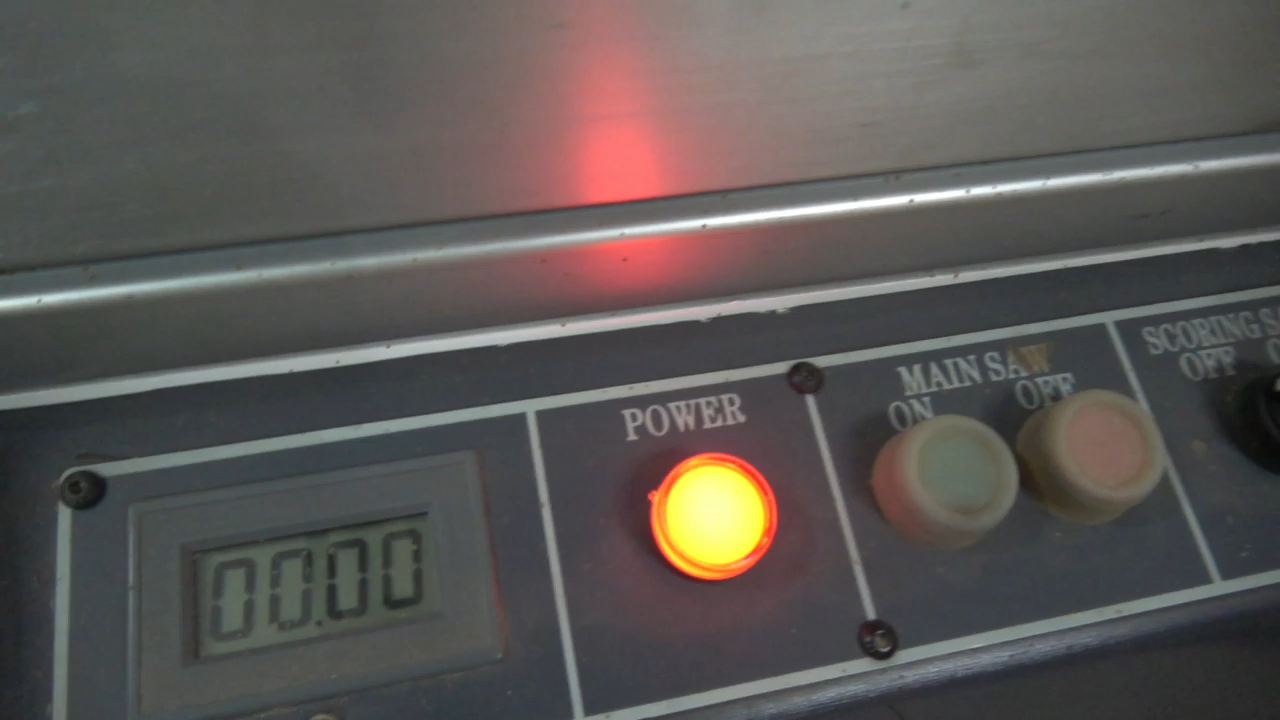 00.00
POWER
MAIN SAW
ON OFF
SCORING
OFF